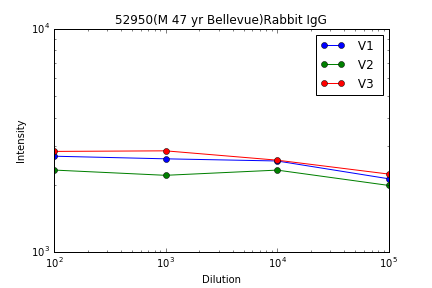 52950(M 47 yr Bellevue)Rabbit IgG
10^4
V1
V2
V3
Intensity
10^3
10^2 10^3 10^4 10^5
Dilution